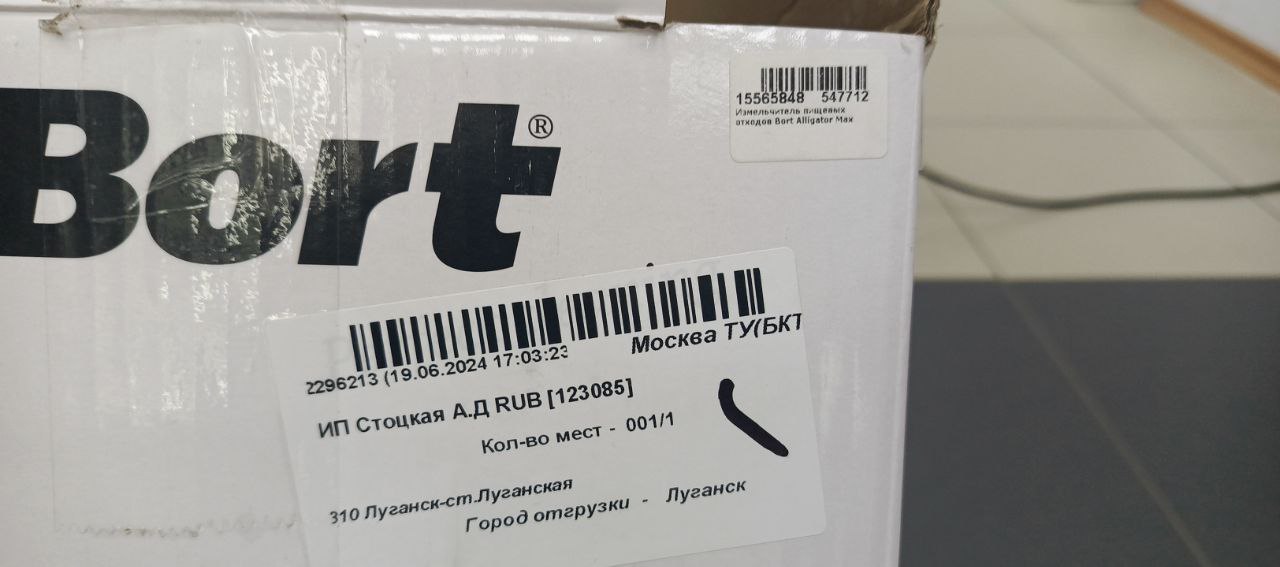 Bort®
15565848 547712
Измельчитель пищевых
отходов Bort Alligator Max
2296213 (19.06.2024 17:03:23
Москва ТУ(БКТ
ИП Стоцкая А.Д RUB [123085]
Кол-во мест - 001/1
310 Луганск-ст.Луганская
Город отгрузки - Луганск